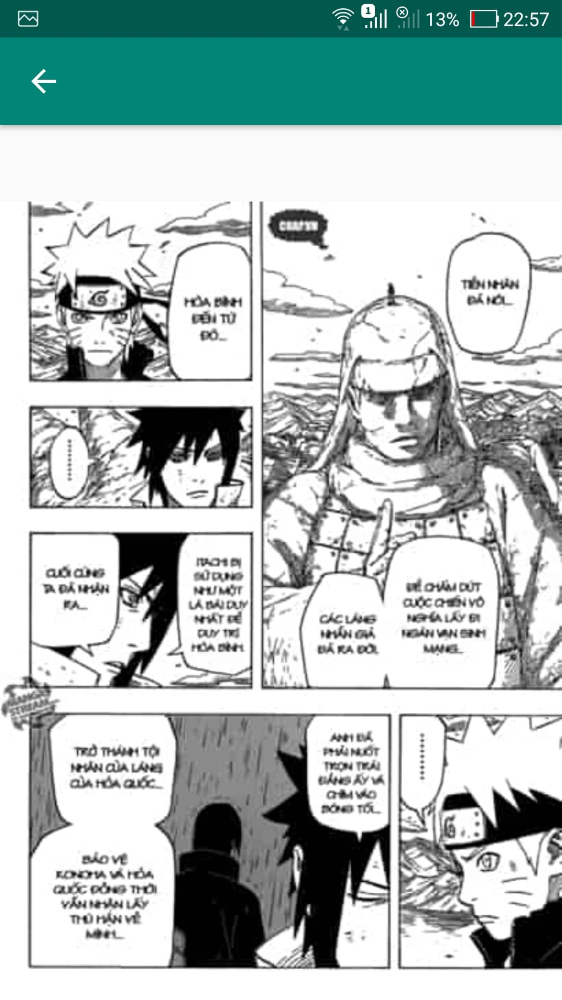 1
13%
22:57
TIỀN NHÂN
ĐÃ NÓI...
ĐỂ CHẤM DỨT
CUỘC CHIẾN VÔ
NGHĨA LẤY ĐI
NGÀN VẠN SINH
MẠNG...
CÁC LÀNG
NHẪN GIẢ
ĐÃ RA ĐỜI.
HÒA BÌNH
ĐẾN TỪ
ĐÓ...
ITACHI BỊ
SỬ DỤNG
NHƯ MỘT
LÁ BÀI DUY
NHẤT ĐỂ
DUY TRÌ
HÒA BÌNH.
CUỐI CÙNG
TA ĐÃ NHẬN
RA...
MANGA
STREAM
ANH ĐÃ
PHẢI NUỐT
TRỌN TRÁI
ĐẮNG ẤY VÀ
CHÌM VÀO
BÓNG TỐI...
TRỞ THÀNH TỘI
NHÂN CỦA LÀNG
CỦA HỎA QUỐC...
BẢO VỆ
KONOHA VÀ HỎA
QUỐC ĐỒNG THỜI
VẪN NHẬN LẤY
THÙ HẬN VỀ
MÌNH...